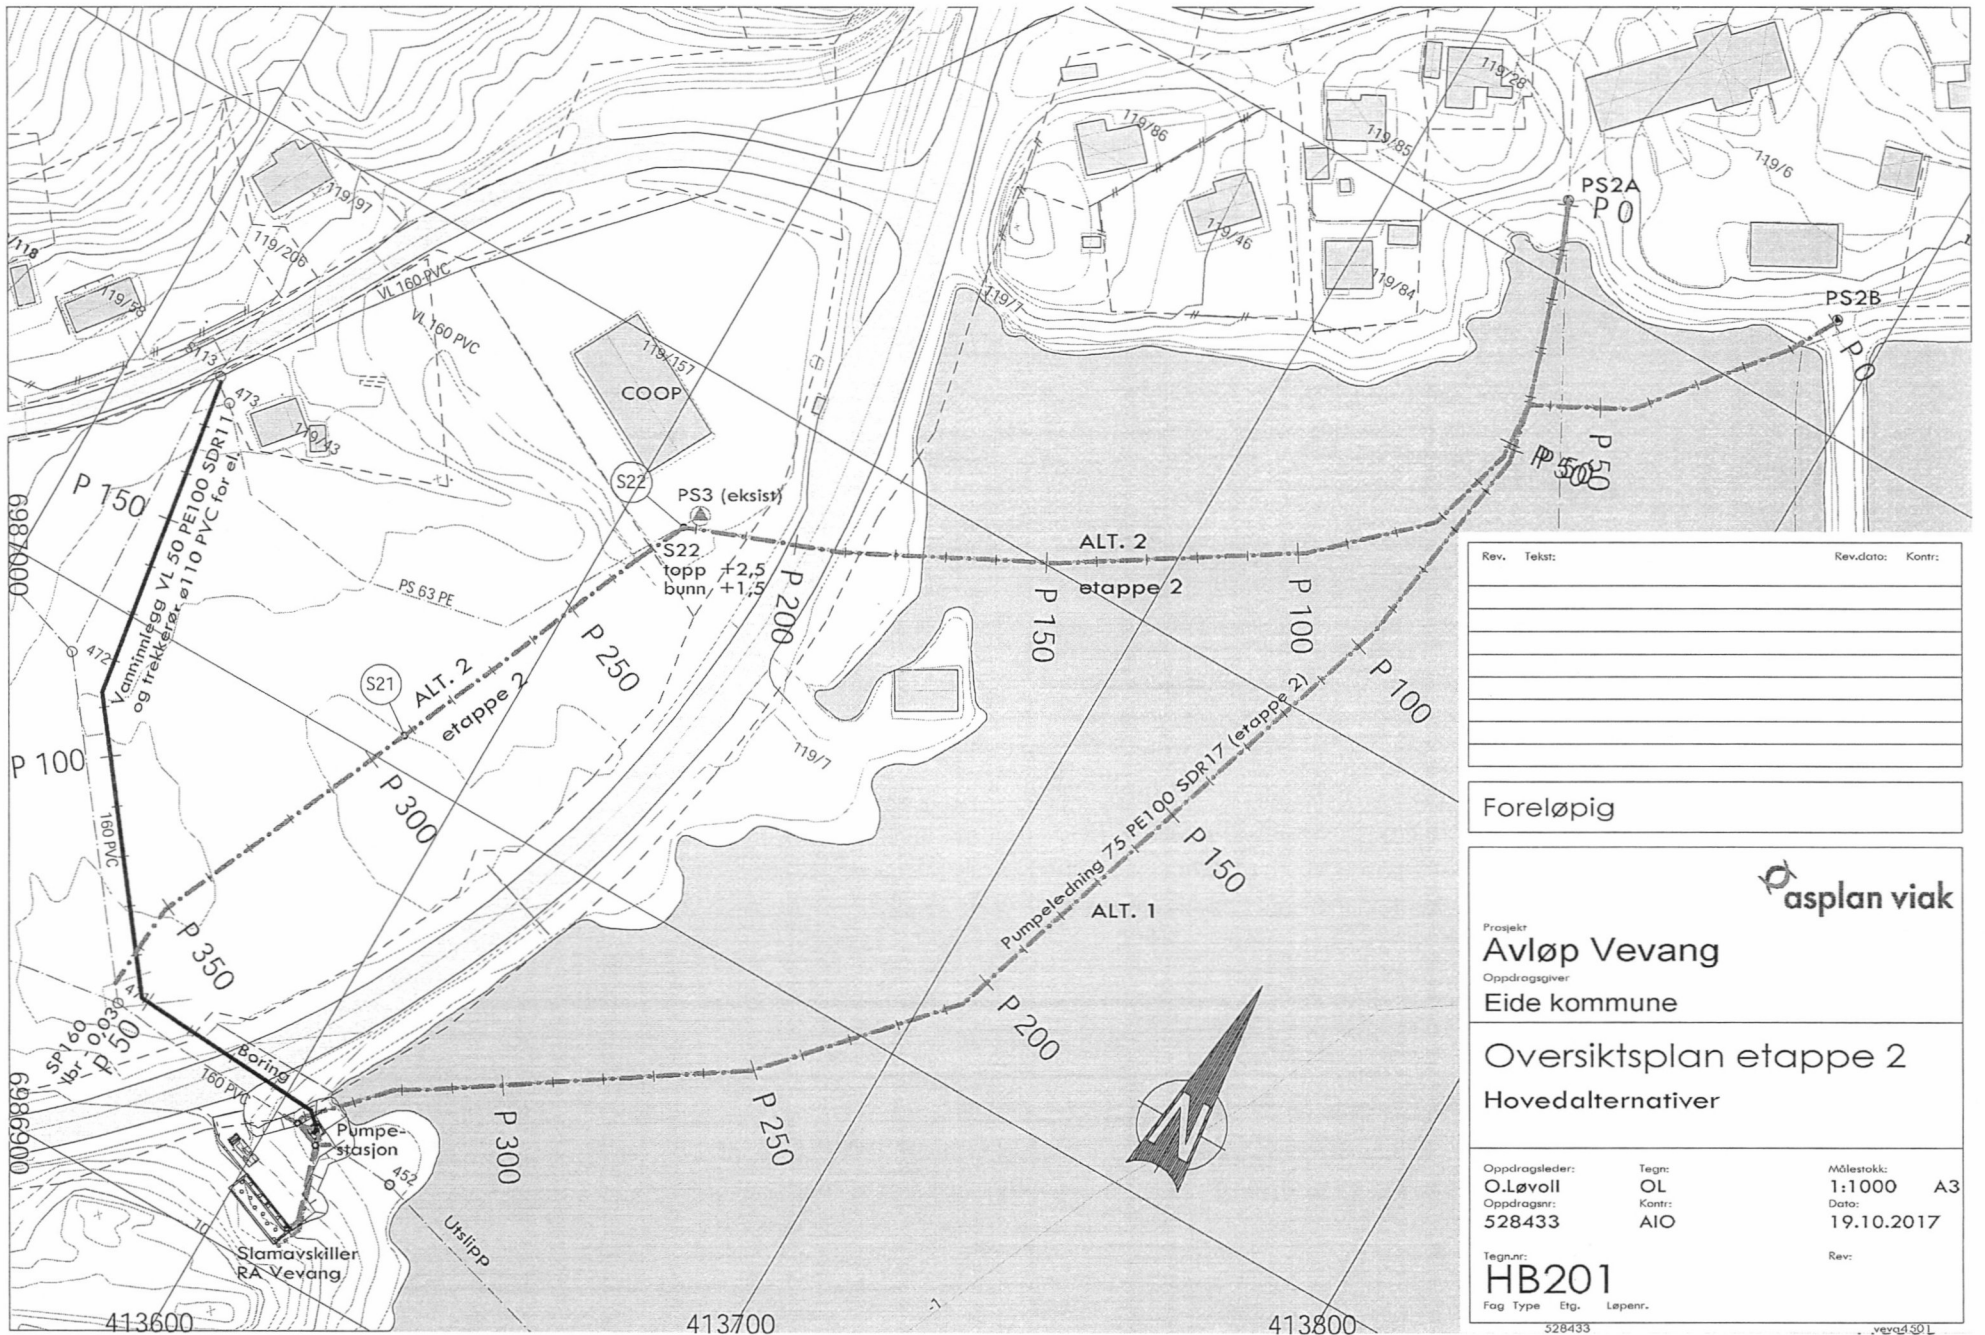 119/28
119/86
119/85
119/6
PS2A
P 0
119/97
119/46
119/206
/118
119/84
VL 160 PVC
119/7
PS2B
119/58
VL 160 PVC
P 0
S113
119/157
COOP
473
119/43
P 50
P 50
P 150
Vanninnlegg VL 50 PE100 SDR11
og trekkerør ø110 PVC for el.
S22
PS3 (eksist)
6987000
S22
topp +2,5
bunn +1,5
ALT. 2
etappe 2
PS 63 PE
P 200
P 150
P 100
472
P 250
S21
ALT. 2
etappe 2
P 100
119/7
P 100
160 PVC
P 300
Pumpeledning 75 PE100 SDR17 (etappe 2)
P 150
ALT. 1
P 350
471
P 200
SP160
P 50
Boring
160 PVC
P 250
P 300
6986900
Pumpe-
stasjon
452
Utslipp
N
10
Slamavskiller
RA Vevang
-1
413600
413700
413800
Rev. Tekst: Rev.dato: Kontr:
Foreløpig
asplan viak
Prosjekt
Avløp Vevang
Oppdragsgiver
Eide kommune
Oversiktsplan etappe 2
Hovedalternativer
Oppdragsleder: Tegn: Målestokk:
O.Løvoll OL 1:1000 A3
Oppdragsnr: Kontr: Dato:
528433 AIO 19.10.2017
Tegn.nr: Rev:
HB201
Fag Type Etg. Løpenr.
528433